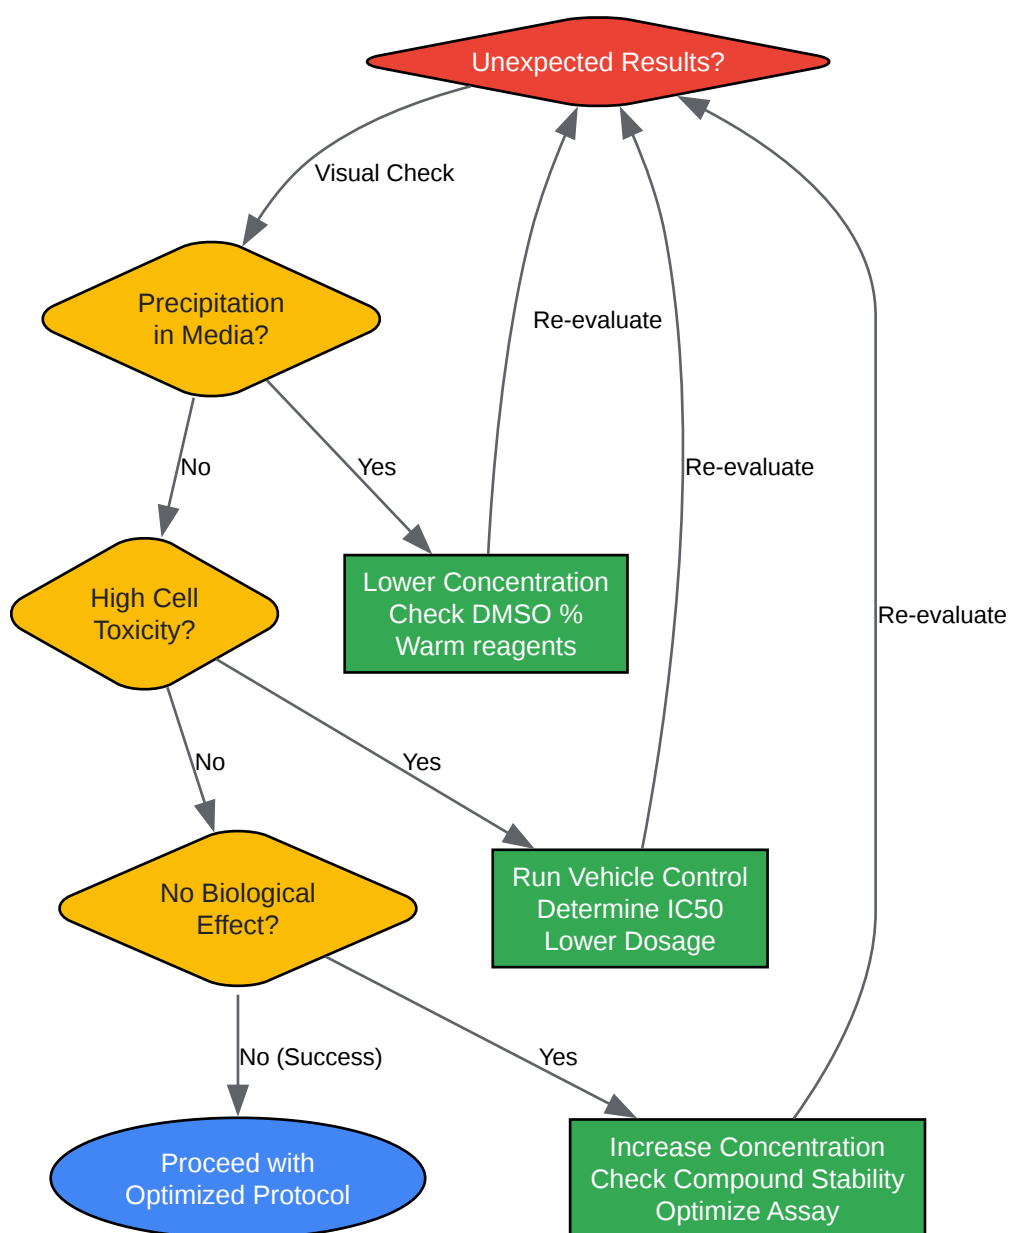 Unexpected Results?
Visual Check
Precipitation
in Media?
Re-evaluate
No
Yes
Re-evaluate
High Cell
Toxicity?
Lower Concentration
Check DMSO %
Warm reagents
Re-evaluate
No
Yes
No Biological
Effect?
Run Vehicle Control
Determine IC50
Lower Dosage
No (Success)
Yes
Proceed with
Optimized Protocol
Increase Concentration
Check Compound Stability
Optimize Assay